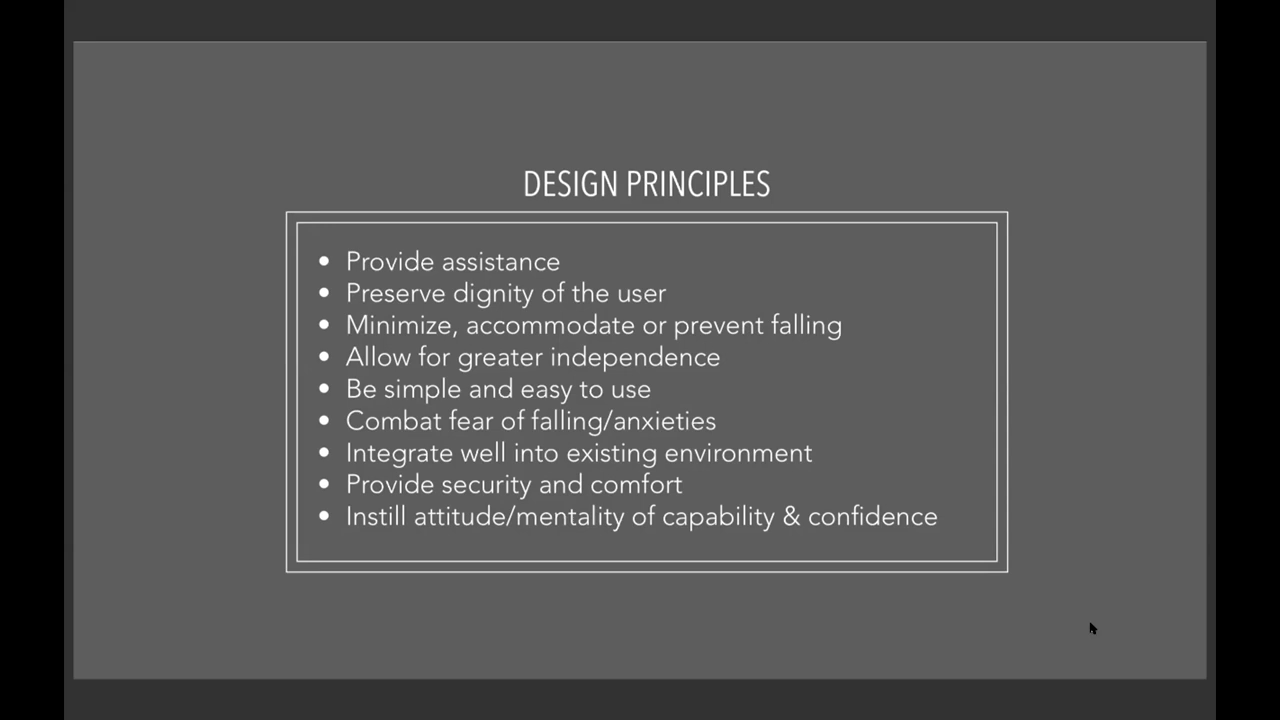 DESIGN PRINCIPLES
• Provide assistance
• Preserve dignity of the user
• Minimize, accommodate or prevent falling
• Allow for greater independence
• Be simple and easy to use
• Combat fear of falling/anxieties
• Integrate well into existing environment
• Provide security and comfort
• Instill attitude/mentality of capability & confidence